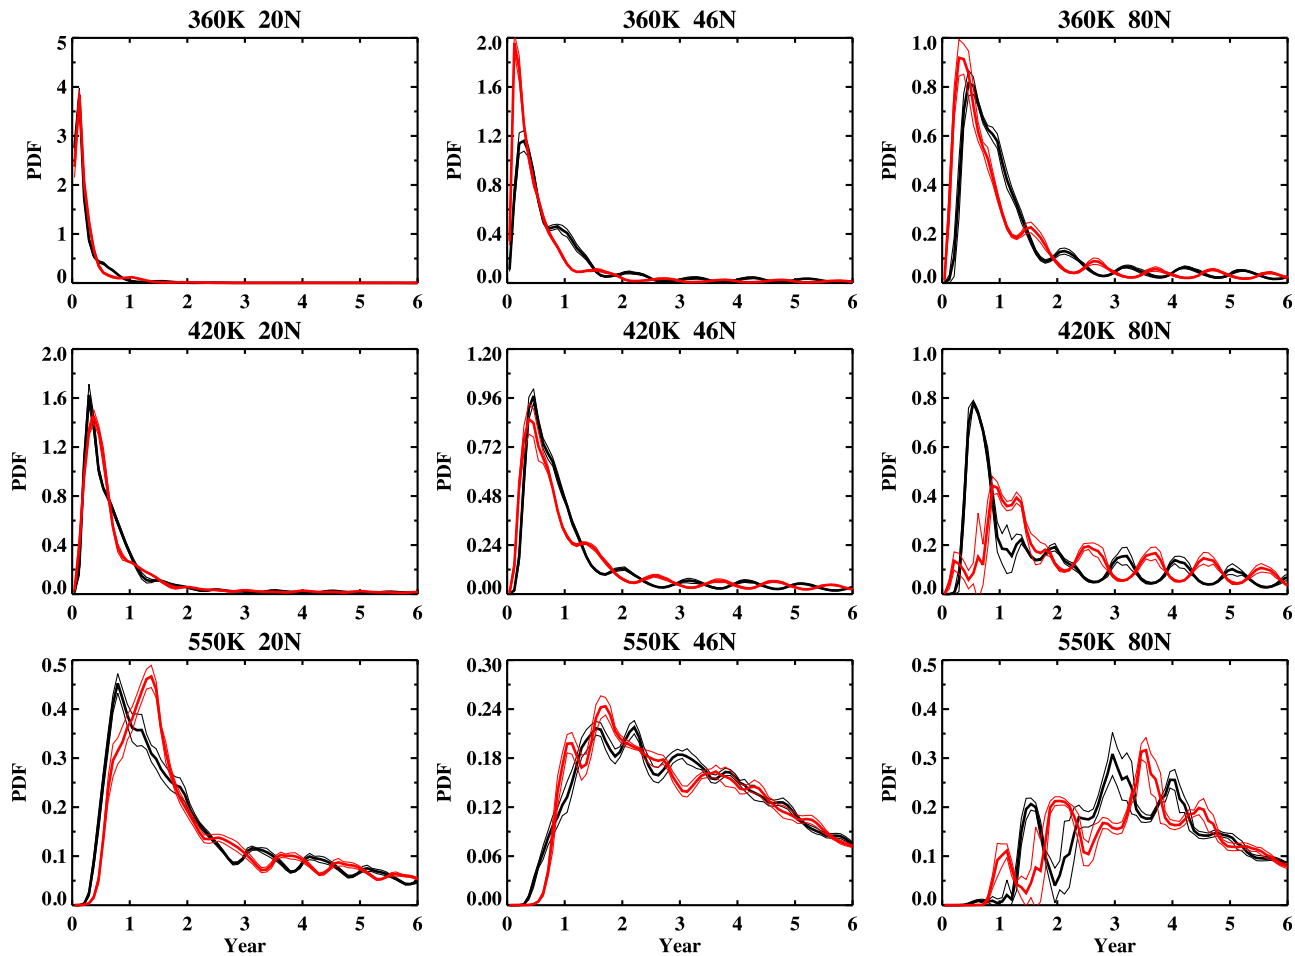 360K 20N
5
4
3
2
1
0
PDF
0 1 2 3 4 5 6
360K 46N
2.0
1.6
1.2
0.8
0.4
0.0
PDF
0 1 2 3 4 5 6
360K 80N
1.0
0.8
0.6
0.4
0.2
0.0
PDF
0 1 2 3 4 5 6
420K 20N
2.0
1.6
1.2
0.8
0.4
0.0
PDF
0 1 2 3 4 5 6
420K 46N
1.20
0.96
0.72
0.48
0.24
0.00
PDF
0 1 2 3 4 5 6
420K 80N
1.0
0.8
0.6
0.4
0.2
0.0
PDF
0 1 2 3 4 5 6
550K 20N
0.5
0.4
0.3
0.2
0.1
0.0
PDF
0 1 2 3 4 5 6
Year
550K 46N
0.30
0.24
0.18
0.12
0.06
0.00
PDF
0 1 2 3 4 5 6
Year
550K 80N
0.5
0.4
0.3
0.2
0.1
0.0
PDF
0 1 2 3 4 5 6
Year